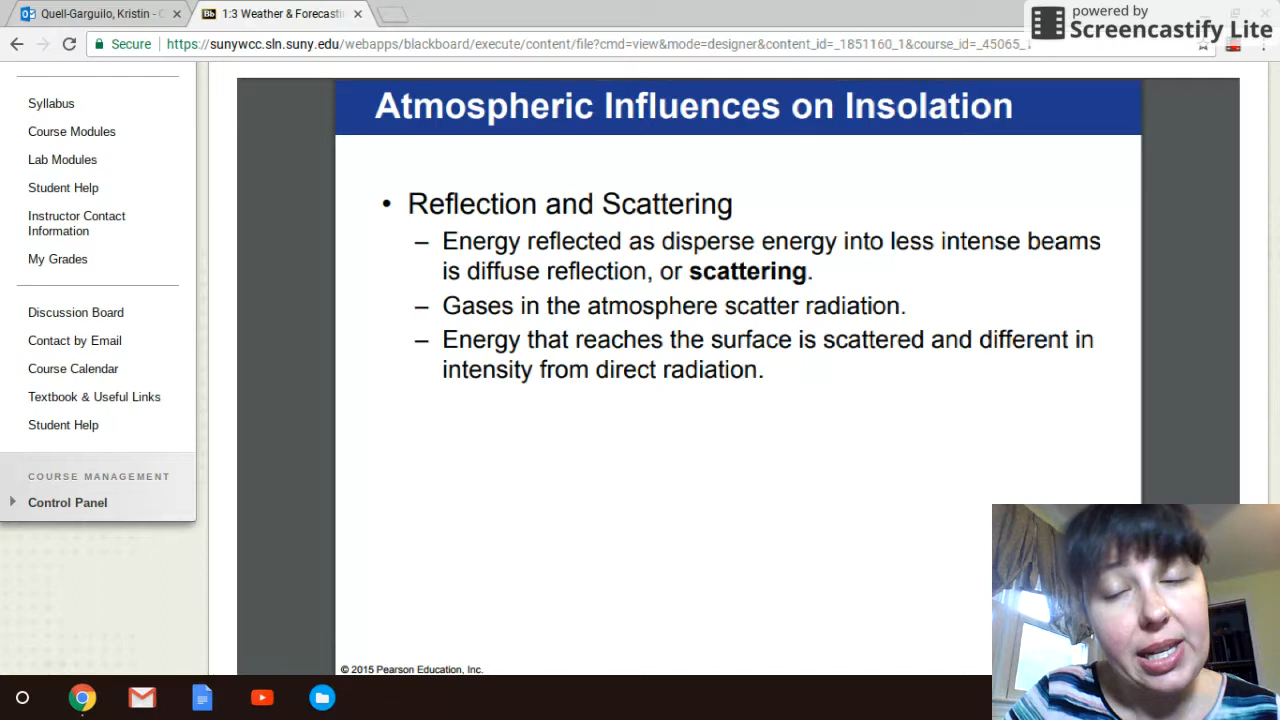 Quell-Garguilo, Kristin -
1:3 Weather & Forecasti
powered by
Screencastify Lite
Secure
https://sunywcc.sln.suny.edu/webapps/blackboard/execute/content/file?cmd=view&mode=designer&content_id=_1851160_1&course_id=_45065_1
Syllabus
Course Modules
Lab Modules
Student Help
Instructor Contact
Information
My Grades
Discussion Board
Contact by Email
Course Calendar
Textbook & Useful Links
Student Help
COURSE MANAGEMENT
Control Panel
Atmospheric Influences on Insolation
• Reflection and Scattering
– Energy reflected as disperse energy into less intense beams
is diffuse reflection, or scattering.
– Gases in the atmosphere scatter radiation.
– Energy that reaches the surface is scattered and different in
intensity from direct radiation.
© 2015 Pearson Education, Inc.